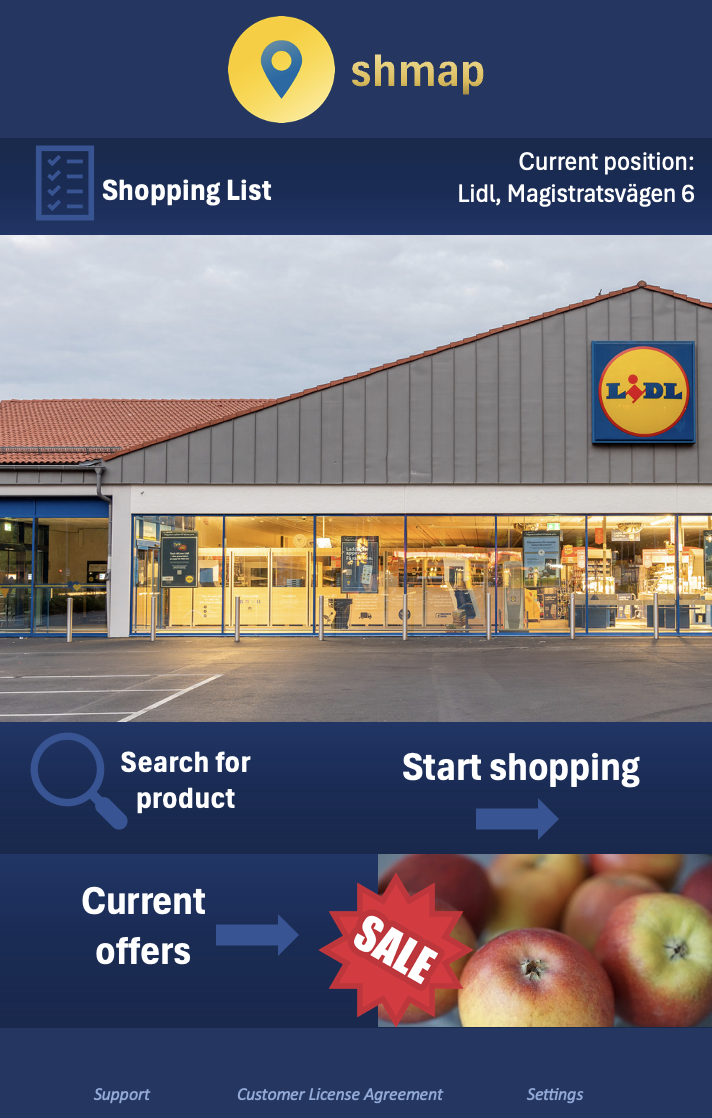 shmap
Shopping List
Current position:
Lidl, Magistratsvägen 6
LIDL
Search for
product
Start shopping
Current
offers
SALE
Support
Customer License Agreement
Settings